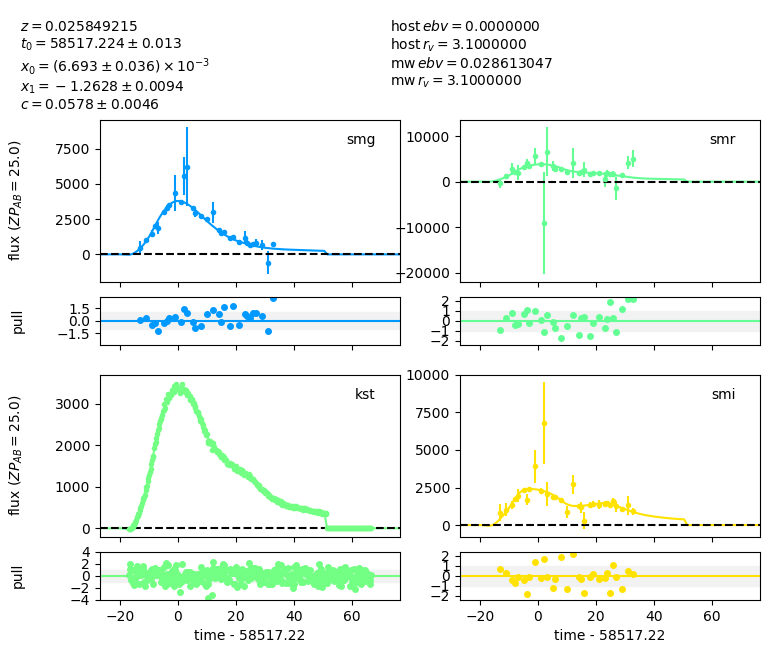 z = 0.025849215
t₀ = 58517.224 ± 0.013
x₀ = (6.693 ± 0.036) × 10⁻³
x₁ = −1.2628 ± 0.0094
c = 0.0578 ± 0.0046
host ebv = 0.0000000
host r_v = 3.1000000
mw ebv = 0.028613047
mw r_v = 3.1000000
flux (ZP_AB = 25.0)
7500
5000
2500
0
smg
10000
0
−10000
−20000
smr
pull
1.5
0.0
−1.5
2
1
0
−1
−2
flux (ZP_AB = 25.0)
3000
2000
1000
0
kst
10000
7500
5000
2500
0
smi
pull
4
2
1
0
−1
−2
−4
2
1
0
−1
−2
−20 0 20 40 60
−20 0 20 40 60
time - 58517.22
time - 58517.22